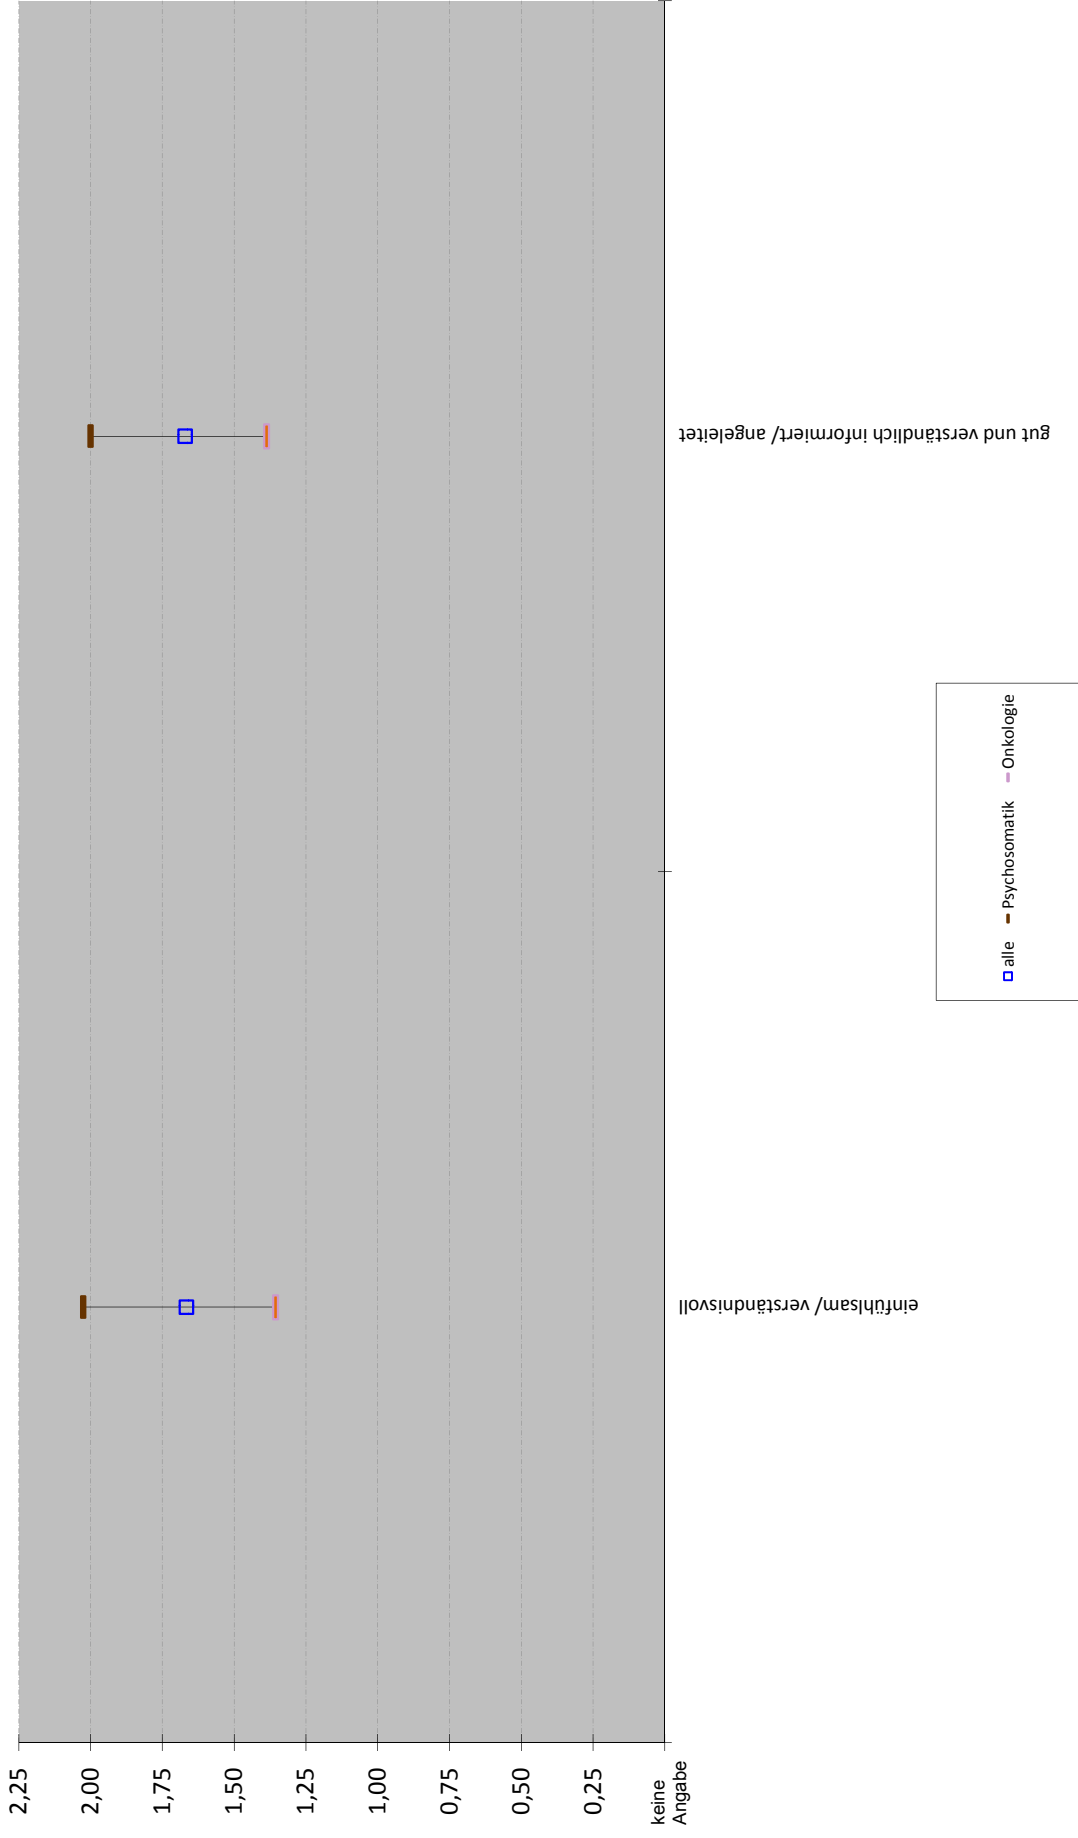 2,25
2,00
1,75
1,50
1,25
1,00
0,75
0,50
0,25
keine
Angabe
einfühlsam/ verständnisvoll
gut und verständlich informiert/ angeleitet
alle Psychosomatik Onkologie